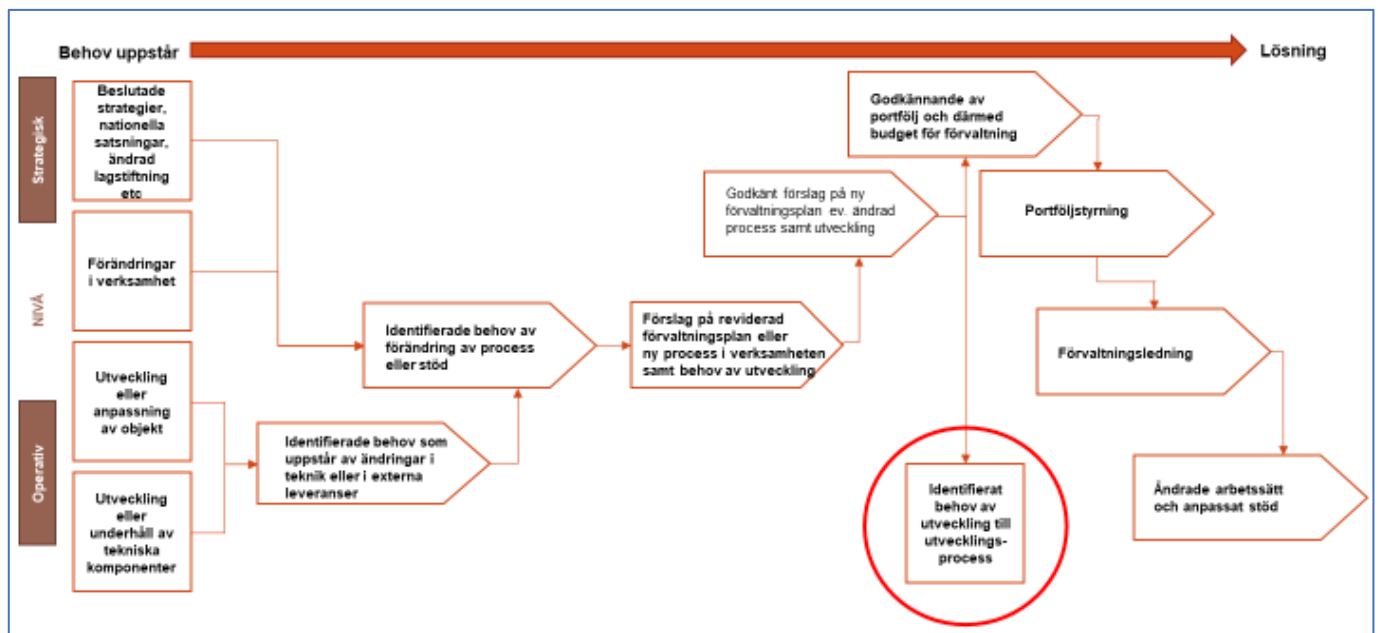 Behov uppstår
Lösning
Strategisk
NIVÅ
Operativ
Beslutade
strategier,
nationella
satsningar,
ändrad
lagstiftning
etc
Förändringar
i verksamhet
Utveckling
eller
anpassning
av objekt
Utveckling
eller
underhåll av
tekniska
komponenter
Identifierade behov som
uppstår av ändringar i
teknik eller i externa
leveranser
Identifierade behov av
förändring av process
eller stöd
Förslag på reviderad
förvaltningsplan eller
ny process i verksamheten
samt behov av utveckling
Godkänt förslag på ny
förvaltningsplan ev. ändrad
process samt utveckling
Godkännande av
portfölj och därmed
budget för förvaltning
Portföljstyrning
Förvaltningsledning
Identifierat
behov av
utveckling till
utvecklings-
process
Ändrade arbetssätt
och anpassat stöd